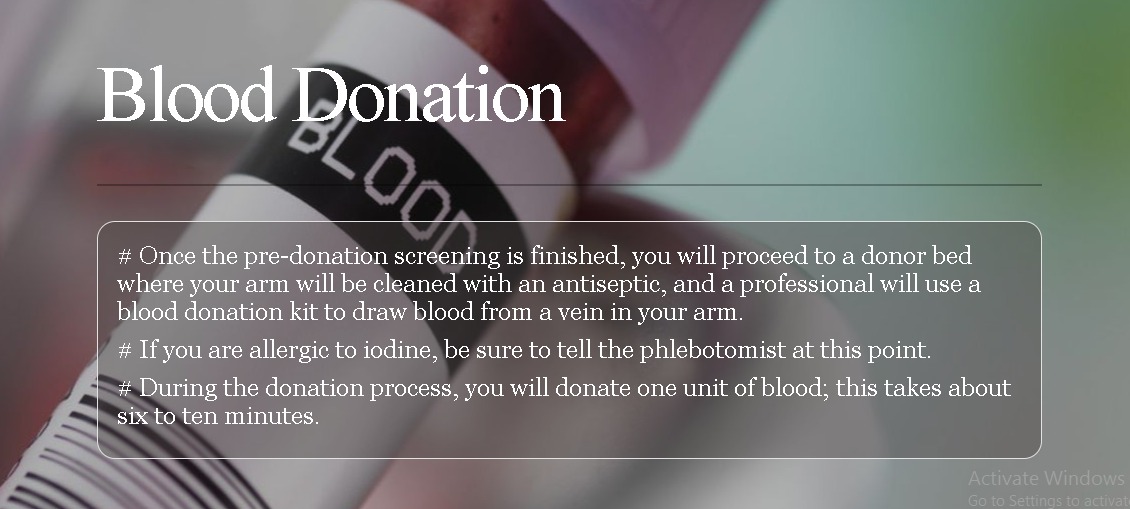 Blood Donation
BLOOD
# Once the pre-donation screening is finished, you will proceed to a donor bed
where your arm will be cleaned with an antiseptic, and a professional will use a
blood donation kit to draw blood from a vein in your arm.
# If you are allergic to iodine, be sure to tell the phlebotomist at this point.
# During the donation process, you will donate one unit of blood; this takes about
six to ten minutes.
Activate Windows
Go to Settings to activat